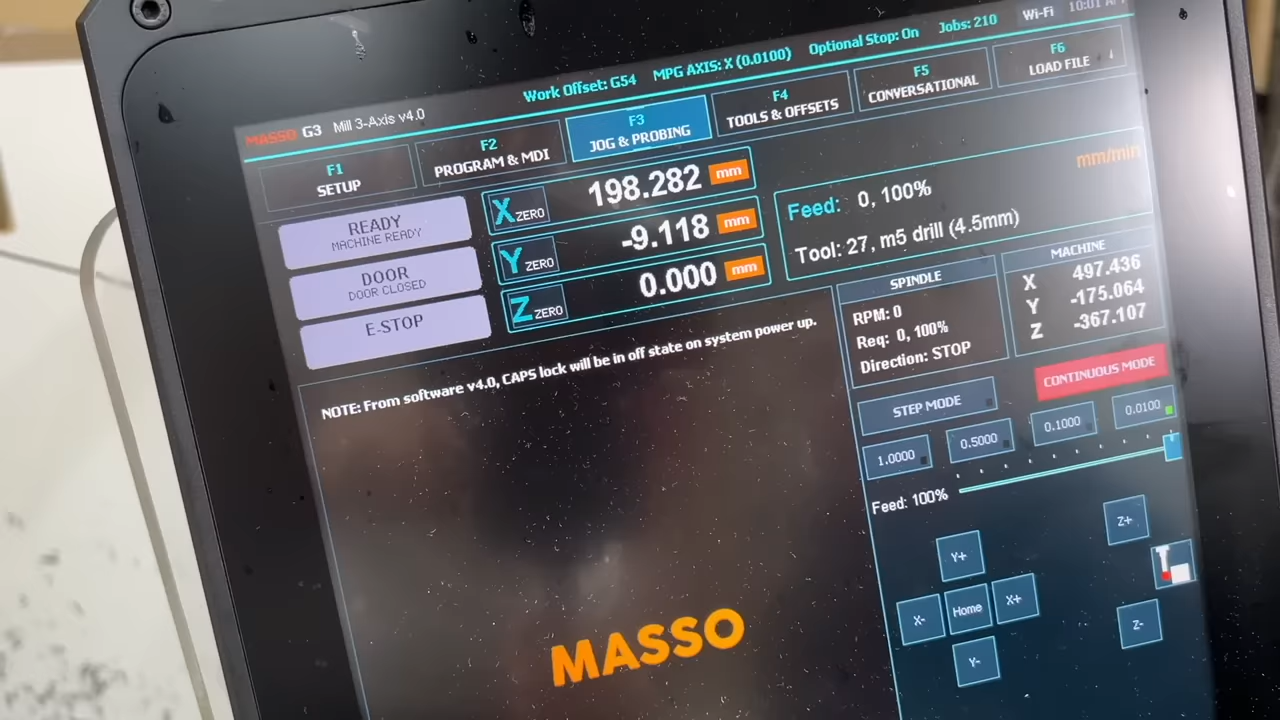 MASSO G3 Mill 3-Axis v4.0 Work Offset: G54 MPG AXIS: X (0.0100) Optional Stop: On Jobs: 210 Wi-Fi 10:01
F1
SETUP
F2
PROGRAM & MDI
F3
JOG & PROBING
F4
TOOLS & OFFSETS
F5
CONVERSATIONAL
F6
LOAD FILE
READY
MACHINE READY
DOOR
DOOR CLOSED
E-STOP
X ZERO 198.282 mm
Y ZERO -9.118 mm
Z ZERO 0.000 mm
mm/min
Feed: 0, 100%
Tool: 27, m5 drill (4.5mm)
SPINDLE
RPM: 0
Req: 0, 100%
Direction: STOP
MACHINE
X 497.436
Y -175.064
Z -367.107
NOTE: From software v4.0, CAPS lock will be in off state on system power up.
STEP MODE CONTINUOUS MODE
1.0000 0.5000 0.1000 0.0100
Feed: 100%
Y+ Z+
X- Home X+
Y- Z-
MASSO